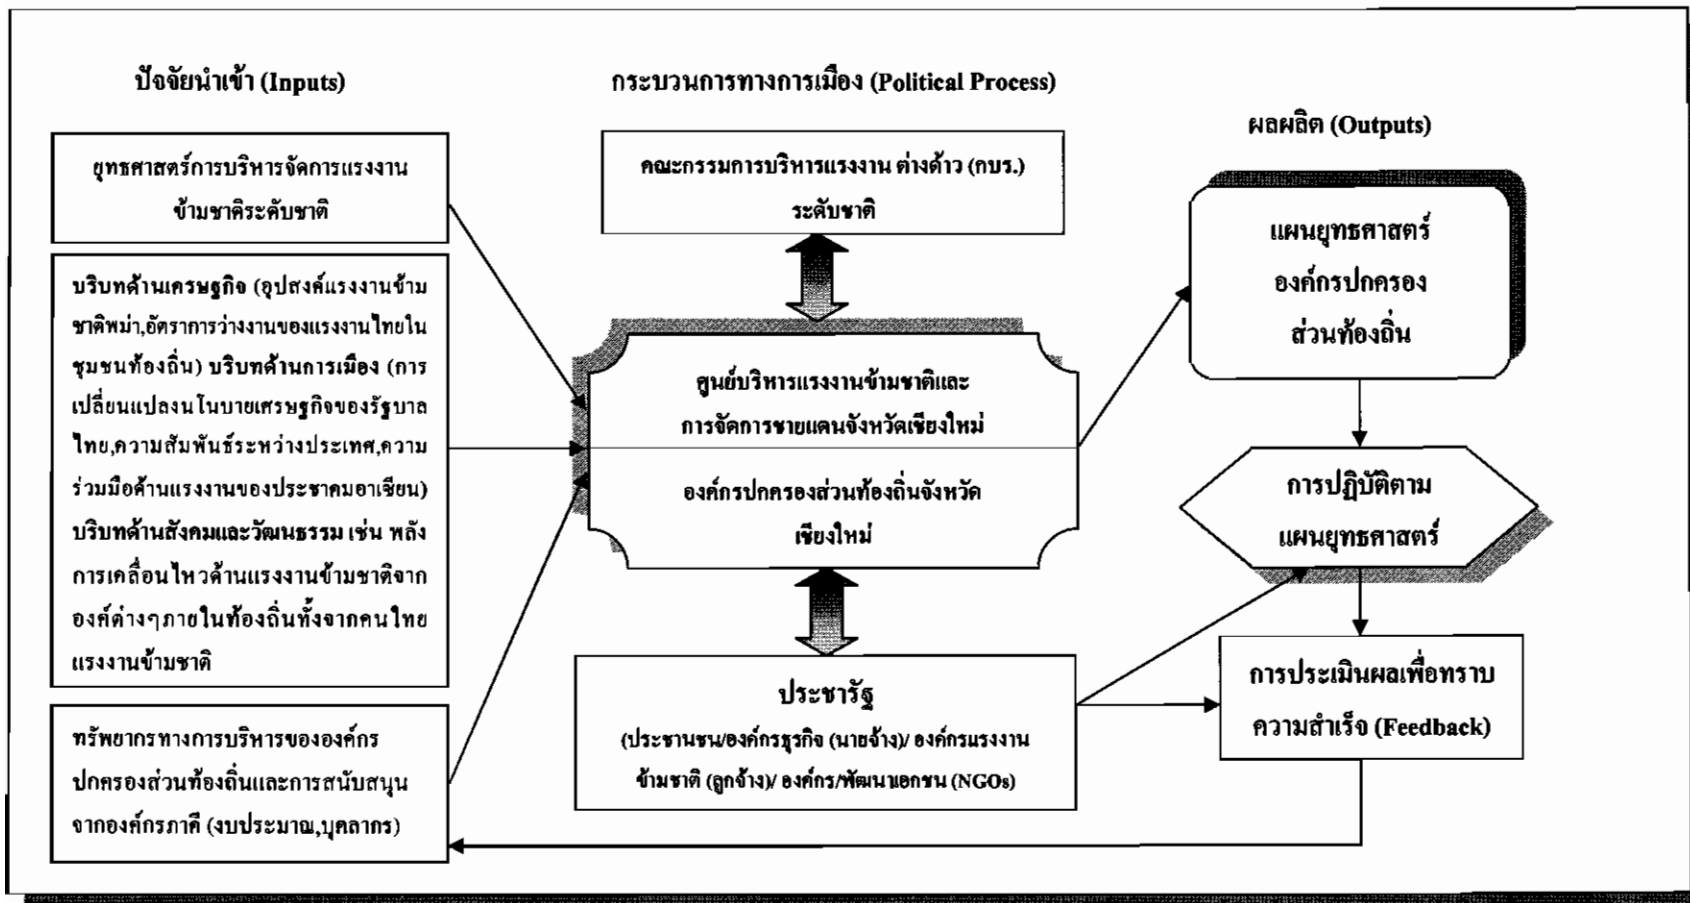 ปัจจัยนำเข้า (Inputs)
ยุทธศาสตร์การบริหารจัดการแรงงาน
ข้ามชาติระดับชาติ
บริบทด้านเศรษฐกิจ (อุปสงค์แรงงานข้าม
ชาติพม่า,อัตราการว่างงานของแรงงานไทยใน
ชุมชนท้องถิ่น) บริบทด้านการเมือง (การ
เปลี่ยนแปลงนโบายเศรษฐกิจของรัฐบาล
ไทย,ความสัมพันธ์ระหว่างประเทศ,ความ
ร่วมมือด้านแรงงานของประชาคมอาเซียน)
บริบทด้านสังคมและวัฒนธรรม เช่น พลัง
การเคลื่อนไหวด้านแรงงานข้ามชาติจาก
องค์ต่างๆภายในท้องถิ่นทั้งจากคนไทย
แรงงานข้ามชาติ
ทรัพยากรทางการบริหารขององค์กร
ปกครองส่วนท้องถิ่นและการสนับสนุน
จากองค์กรภาคี (งบประมาณ,บุคลากร)
กระบวนการทางการเมือง (Political Process)
คณะกรรมการบริหารแรงงาน ต่างด้าว (กบร.)
ระดับชาติ
ศูนย์บริหารแรงงานข้ามชาติและ
การจัดการชายแดนจังหวัดเชียงใหม่
องค์กรปกครองส่วนท้องถิ่นจังหวัด
เชียงใหม่
ประชารัฐ
(ประชานชน/องค์กรธุรกิจ (นายจ้าง)/ องค์กรแรงงาน
ข้ามชาติ (ลูกจ้าง)/ องค์กร/พัฒนาเอกชน (NGOs)
ผลผลิต (Outputs)
แผนยุทธศาสตร์
องค์กรปกครอง
ส่วนท้องถิ่น
การปฏิบัติตาม
แผนยุทธศาสตร์
การประเมินผลเพื่อทราบ
ความสำเร็จ (Feedback)